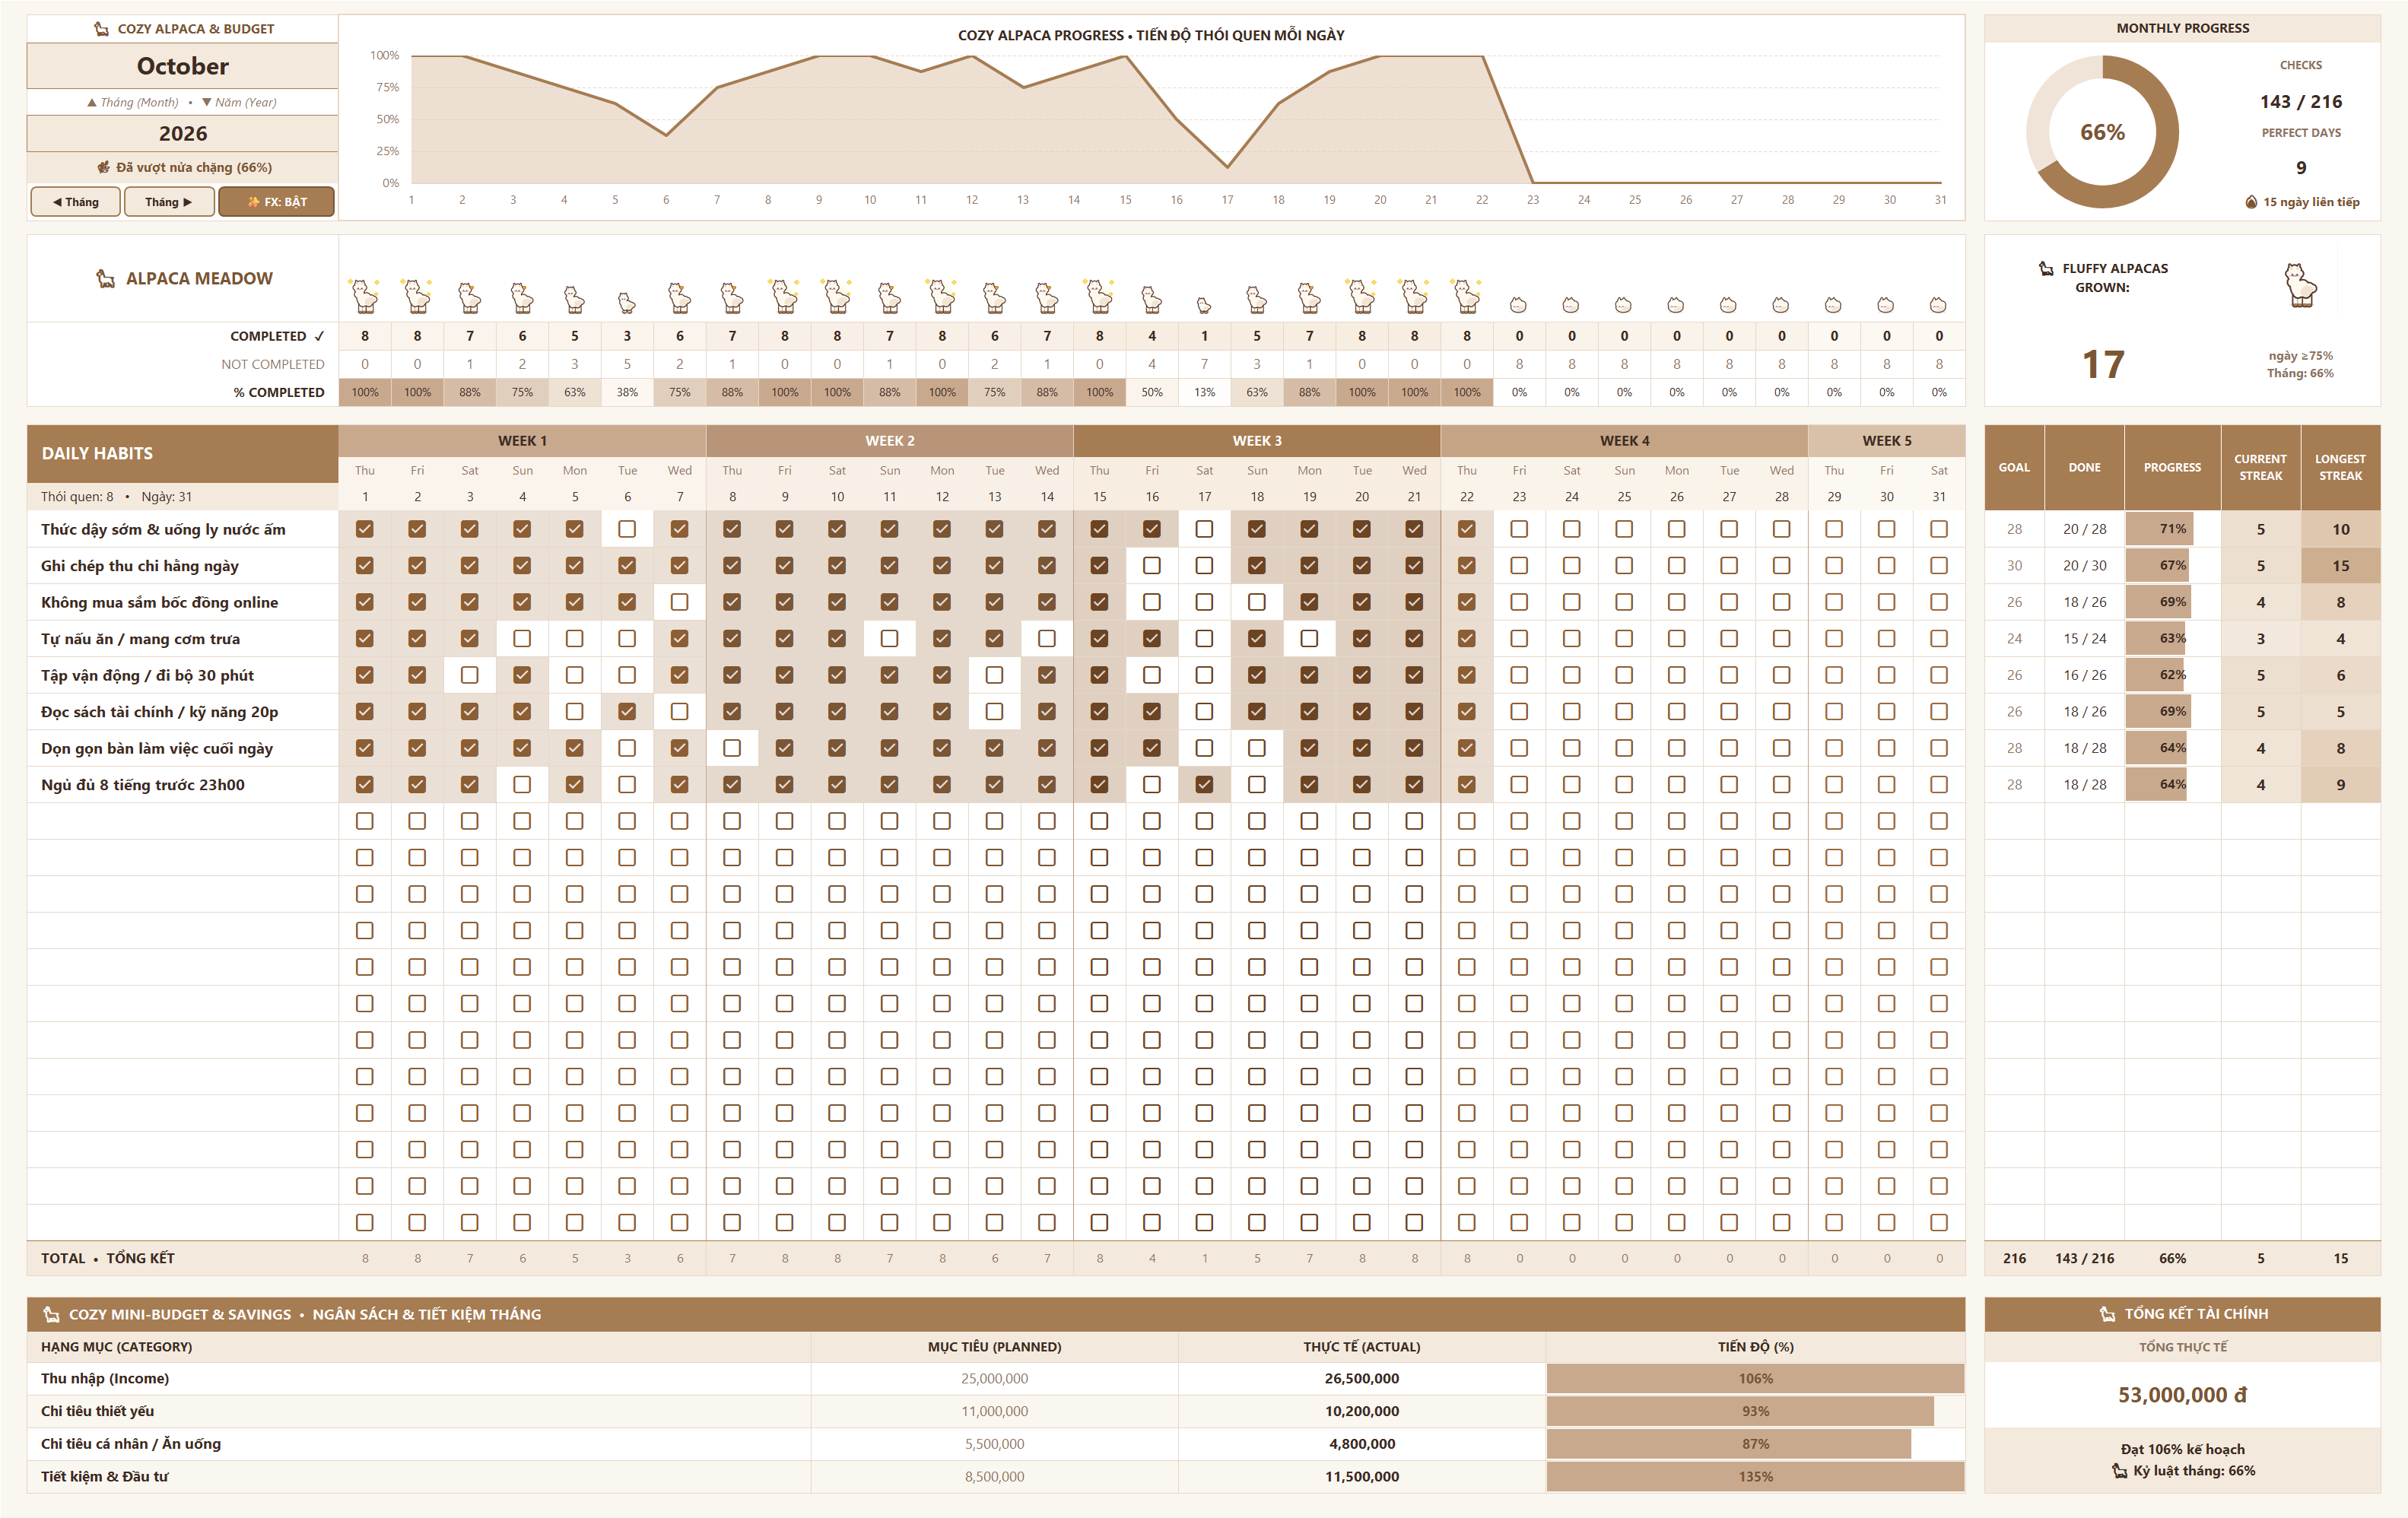 COZY ALPACA & BUDGET
October
▲ Tháng (Month) • ▼ Năm (Year)
2026
Đã vượt nửa chặng (66%)
◀ Tháng Tháng ▶ ✨ FX: BẬT
COZY ALPACA PROGRESS • TIẾN ĐỘ THÓI QUEN MỖI NGÀY
100%
75%
50%
25%
0%
1 2 3 4 5 6 7 8 9 10 11 12 13 14 15 16 17 18 19 20 21 22 23 24 25 26 27 28 29 30 31
MONTHLY PROGRESS
66%
CHECKS
143 / 216
PERFECT DAYS
9
15 ngày liên tiếp
ALPACA MEADOW
COMPLETED ✓ 8 8 7 6 5 3 6 7 8 8 7 8 6 7 8 4 1 5 7 8 8 8 0 0 0 0 0 0 0 0 0
NOT COMPLETED 0 0 1 2 3 5 2 1 0 0 1 0 2 1 0 4 7 3 1 0 0 0 8 8 8 8 8 8 8 8 8
% COMPLETED 100% 100% 88% 75% 63% 38% 75% 88% 100% 100% 88% 100% 75% 88% 100% 50% 13% 63% 88% 100% 100% 100% 0% 0% 0% 0% 0% 0% 0% 0% 0%
FLUFFY ALPACAS
GROWN:
17
ngày ≥75%
Tháng: 66%
DAILY HABITS
WEEK 1 WEEK 2 WEEK 3 WEEK 4 WEEK 5
Thu Fri Sat Sun Mon Tue Wed Thu Fri Sat Sun Mon Tue Wed Thu Fri Sat Sun Mon Tue Wed Thu Fri Sat Sun Mon Tue Wed Thu Fri Sat
Thói quen: 8 • Ngày: 31 1 2 3 4 5 6 7 8 9 10 11 12 13 14 15 16 17 18 19 20 21 22 23 24 25 26 27 28 29 30 31
GOAL DONE PROGRESS CURRENT STREAK LONGEST STREAK
Thức dậy sớm & uống ly nước ấm 28 20 / 28 71% 5 10
Ghi chép thu chi hằng ngày 30 20 / 30 67% 5 15
Không mua sắm bốc đồng online 26 18 / 26 69% 4 8
Tự nấu ăn / mang cơm trưa 24 15 / 24 63% 3 4
Tập vận động / đi bộ 30 phút 26 16 / 26 62% 5 6
Đọc sách tài chính / kỹ năng 20p 26 18 / 26 69% 5 5
Dọn gọn bàn làm việc cuối ngày 28 18 / 28 64% 4 8
Ngủ đủ 8 tiếng trước 23h00 28 18 / 28 64% 4 9
TOTAL • TỔNG KẾT 8 8 7 6 5 3 6 7 8 8 7 8 6 7 8 4 1 5 7 8 8 8 0 0 0 0 0 0 0 0 0 216 143 / 216 66% 5 15
COZY MINI-BUDGET & SAVINGS • NGÂN SÁCH & TIẾT KIỆM THÁNG
HẠNG MỤC (CATEGORY) MỤC TIÊU (PLANNED) THỰC TẾ (ACTUAL) TIẾN ĐỘ (%)
Thu nhập (Income) 25,000,000 26,500,000 106%
Chi tiêu thiết yếu 11,000,000 10,200,000 93%
Chi tiêu cá nhân / Ăn uống 5,500,000 4,800,000 87%
Tiết kiệm & Đầu tư 8,500,000 11,500,000 135%
TỔNG KẾT TÀI CHÍNH
TỔNG THỰC TẾ
53,000,000 đ
Đạt 106% kế hoạch
Kỷ luật tháng: 66%